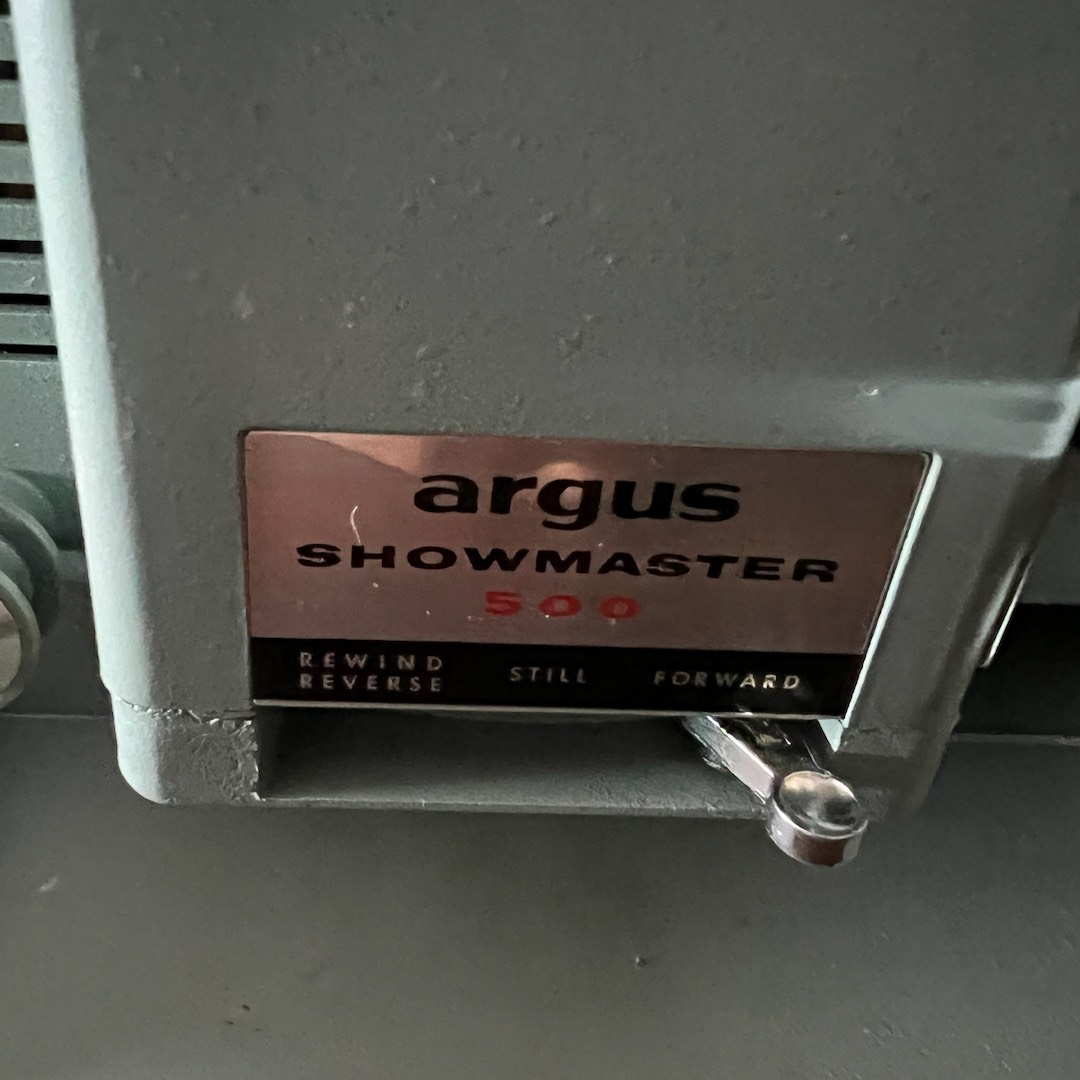 argus
SHOWMASTER
500
REWIND
REVERSE
STILL
FORWARD